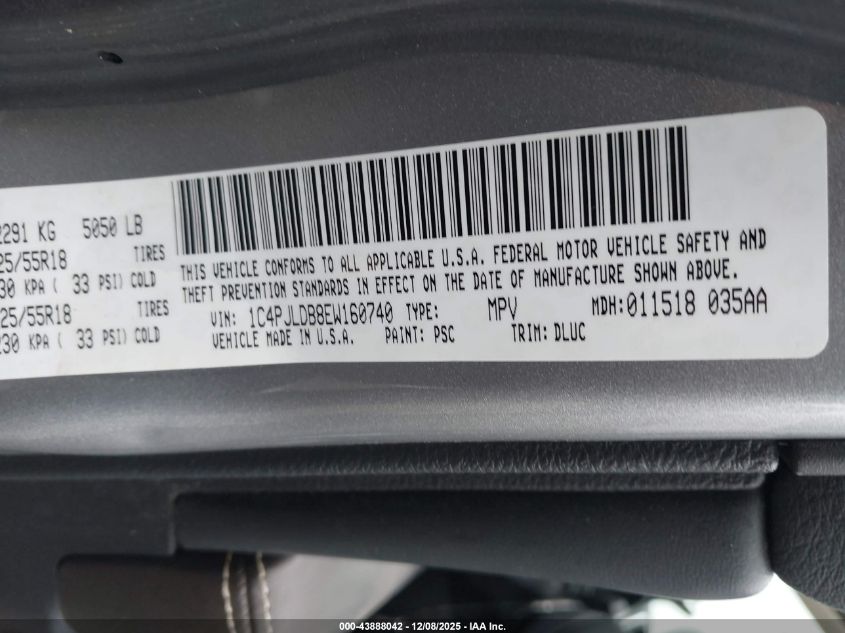 2291 KG 5050 LB
25/55R18 TIRES
30 KPA ( 33 PSI) COLD
25/55R18 TIRES
230 KPA ( 33 PSI) COLD
THIS VEHICLE CONFORMS TO ALL APPLICABLE U.S.A. FEDERAL MOTOR VEHICLE SAFETY AND
THEFT PREVENTION STANDARDS IN EFFECT ON THE DATE OF MANUFACTURE SHOWN ABOVE.
VIN: 1C4PJLDB8EW160740 TYPE: MPV MDH:011518 035AA
VEHICLE MADE IN U.S.A. PAINT: PSC TRIM: DLUC
000-43888042 - 12/08/2025 - IAA Inc.